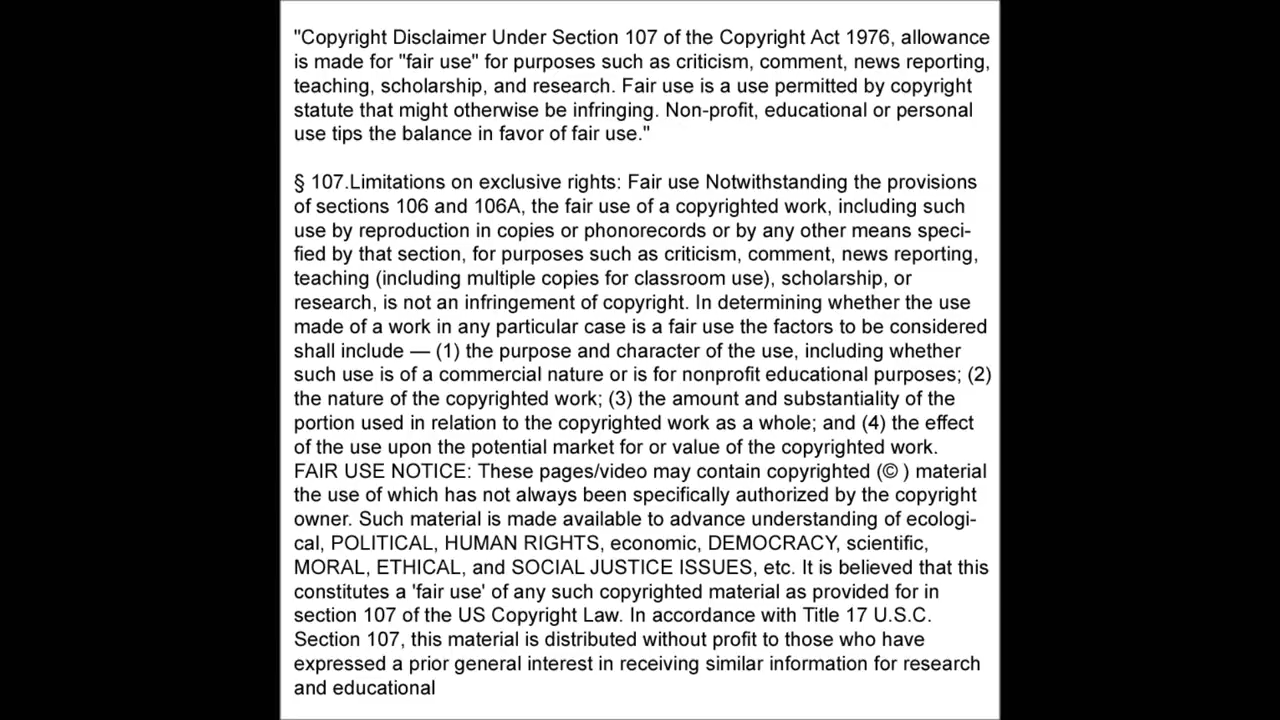 "Copyright Disclaimer Under Section 107 of the Copyright Act 1976, allowance
is made for "fair use" for purposes such as criticism, comment, news reporting,
teaching, scholarship, and research. Fair use is a use permitted by copyright
statute that might otherwise be infringing. Non-profit, educational or personal
use tips the balance in favor of fair use."
§ 107.Limitations on exclusive rights: Fair use Notwithstanding the provisions
of sections 106 and 106A, the fair use of a copyrighted work, including such
use by reproduction in copies or phonorecords or by any other means speci-
fied by that section, for purposes such as criticism, comment, news reporting,
teaching (including multiple copies for classroom use), scholarship, or
research, is not an infringement of copyright. In determining whether the use
made of a work in any particular case is a fair use the factors to be considered
shall include — (1) the purpose and character of the use, including whether
such use is of a commercial nature or is for nonprofit educational purposes; (2)
the nature of the copyrighted work; (3) the amount and substantiality of the
portion used in relation to the copyrighted work as a whole; and (4) the effect
of the use upon the potential market for or value of the copyrighted work.
FAIR USE NOTICE: These pages/video may contain copyrighted (© ) material
the use of which has not always been specifically authorized by the copyright
owner. Such material is made available to advance understanding of ecologi-
cal, POLITICAL, HUMAN RIGHTS, economic, DEMOCRACY, scientific,
MORAL, ETHICAL, and SOCIAL JUSTICE ISSUES, etc. It is believed that this
constitutes a 'fair use' of any such copyrighted material as provided for in
section 107 of the US Copyright Law. In accordance with Title 17 U.S.C.
Section 107, this material is distributed without profit to those who have
expressed a prior general interest in receiving similar information for research
and educational